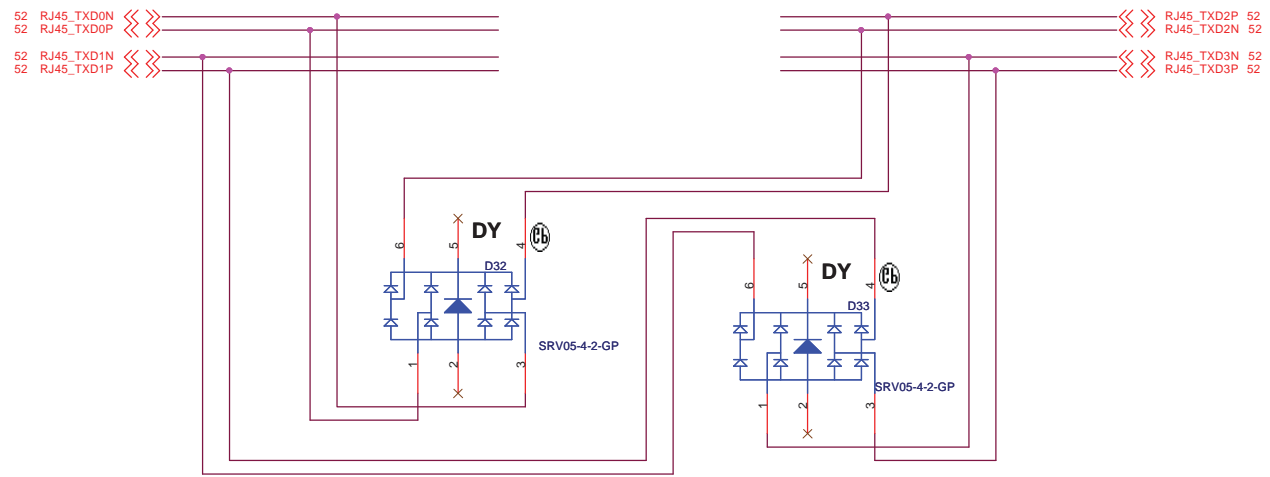 52 RJ45_TXD0N
52 RJ45_TXD0P
52 RJ45_TXD1N
52 RJ45_TXD1P
RJ45_TXD2P 52
RJ45_TXD2N 52
RJ45_TXD3N 52
RJ45_TXD3P 52
6
5
DY
4
D32
SRV05-4-2-GP
1
2
3
6
5
DY
4
D33
SRV05-4-2-GP
1
2
3